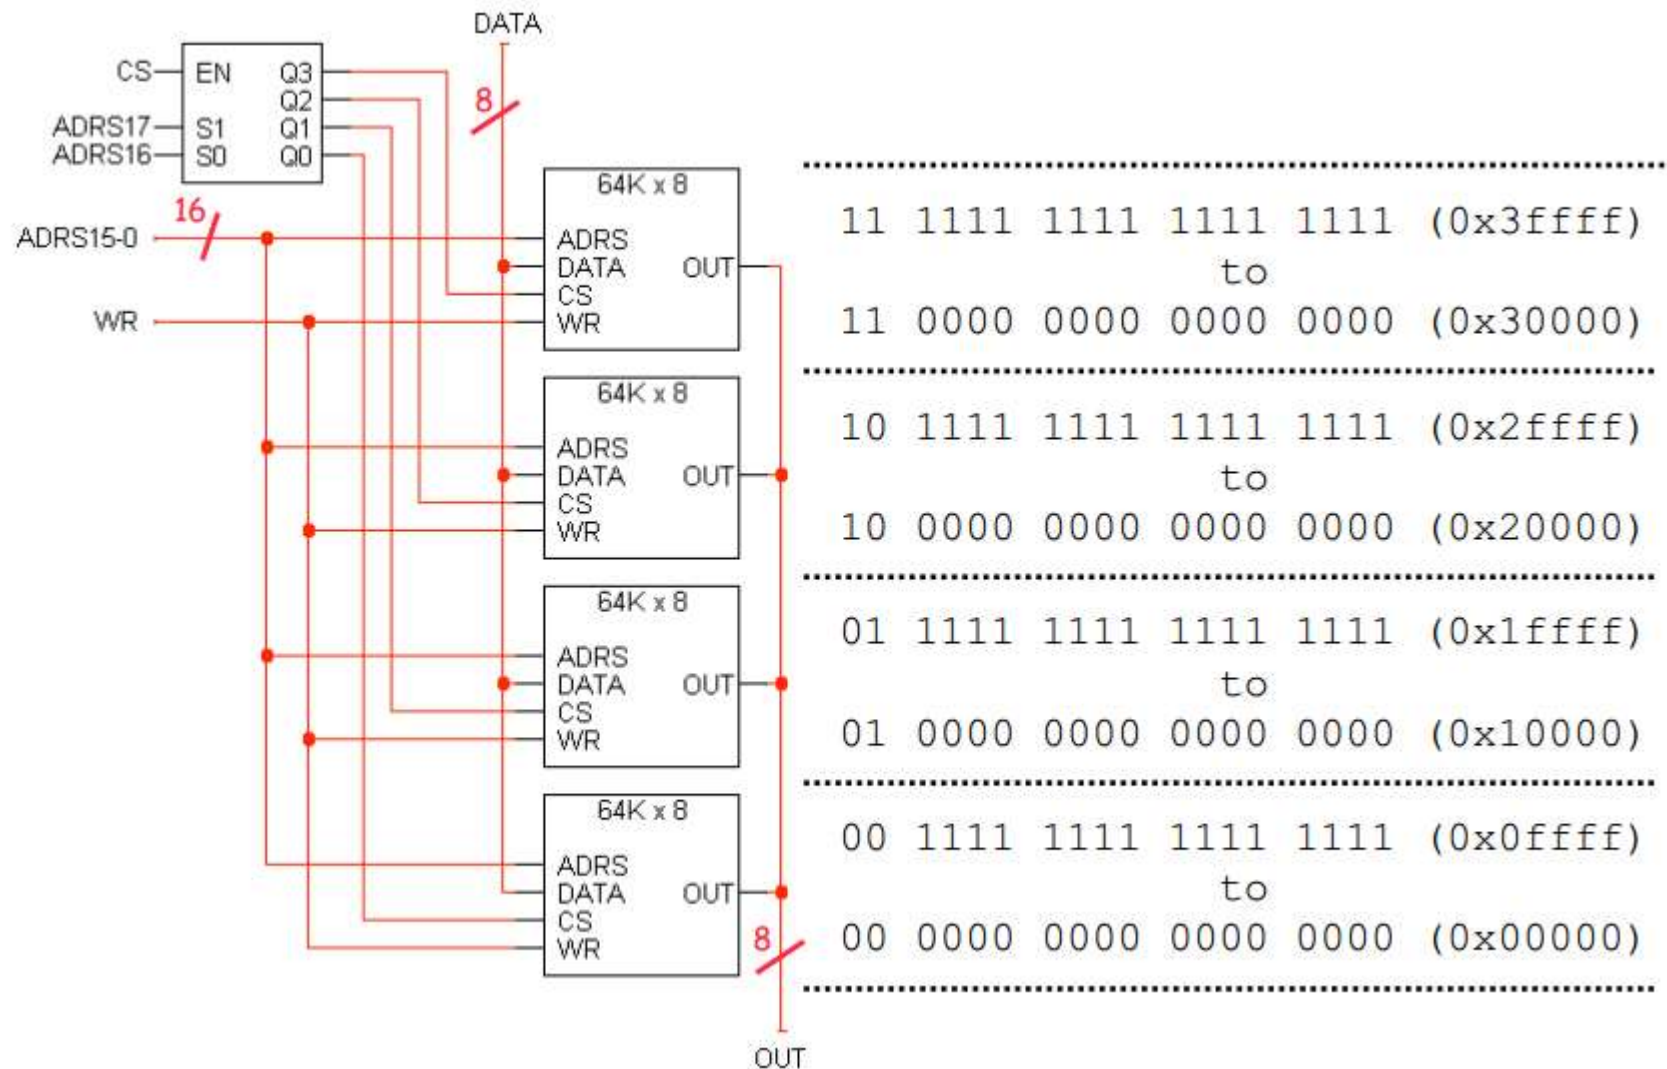 DATA
CS
EN
Q3
Q2
ADRS17
S1
Q1
ADRS16
S0
Q0
8
16
ADRS15-0
WR
64K x 8
ADRS
DATA
OUT
CS
WR
64K x 8
ADRS
DATA
OUT
CS
WR
64K x 8
ADRS
DATA
OUT
CS
WR
64K x 8
ADRS
DATA
OUT
CS
WR
8
OUT
11 1111 1111 1111 1111 (0x3ffff)
to
11 0000 0000 0000 0000 (0x30000)
10 1111 1111 1111 1111 (0x2ffff)
to
10 0000 0000 0000 0000 (0x20000)
01 1111 1111 1111 1111 (0x1ffff)
to
01 0000 0000 0000 0000 (0x10000)
00 1111 1111 1111 1111 (0x0ffff)
to
00 0000 0000 0000 0000 (0x00000)